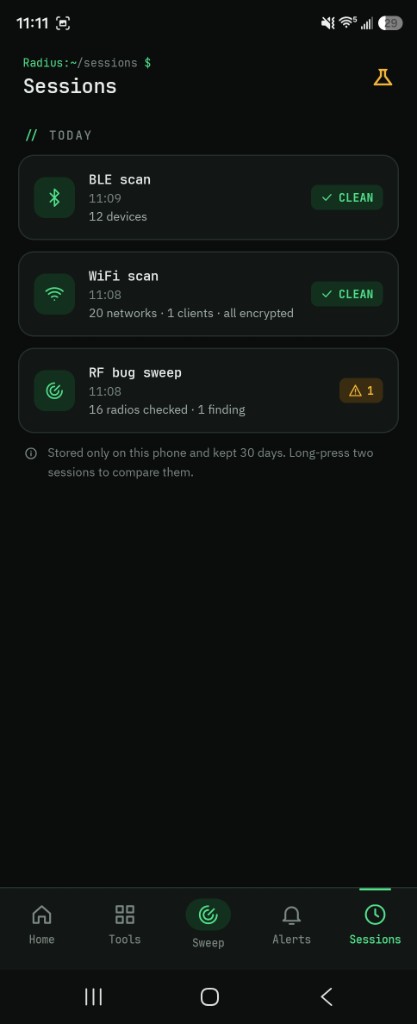 11:11
29
Radius:~/sessions $
Sessions
// TODAY
BLE scan
11:09
12 devices
CLEAN
WiFi scan
11:08
20 networks · 1 clients · all encrypted
CLEAN
RF bug sweep
11:08
16 radios checked · 1 finding
1
Stored only on this phone and kept 30 days. Long-press two
sessions to compare them.
Home
Tools
Sweep
Alerts
Sessions